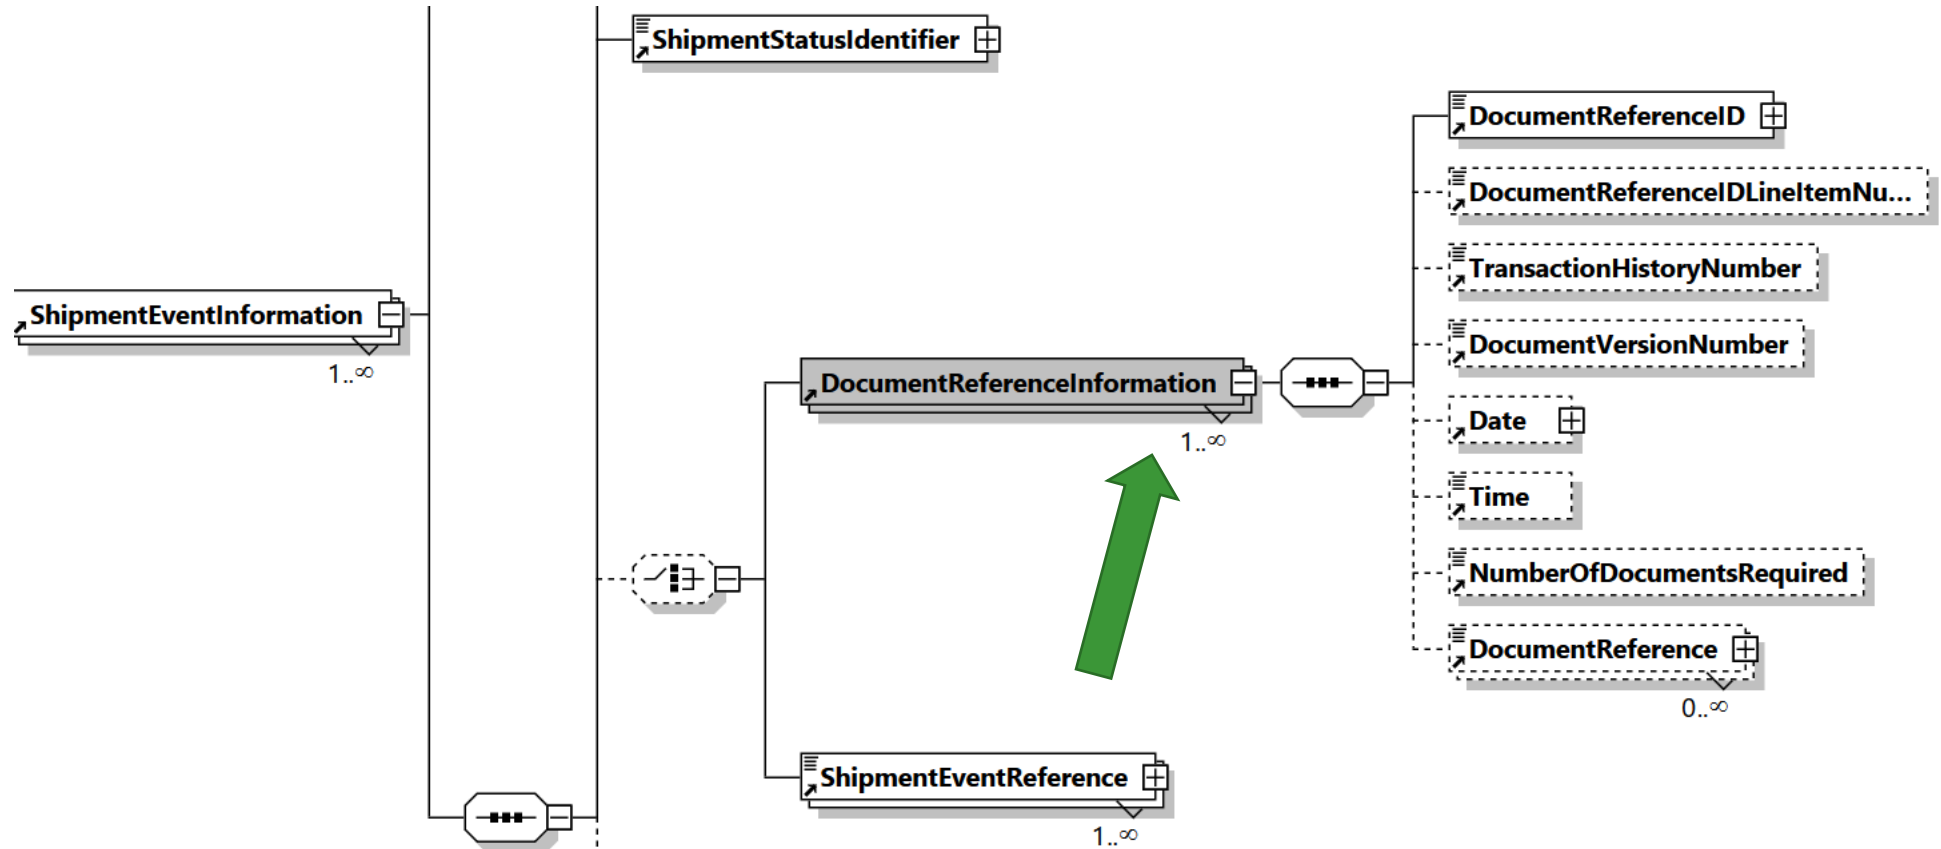 ShipmentStatusIdentifier
DocumentReferenceID
DocumentReferenceIDLineItemNu...
TransactionHistoryNumber
ShipmentEventInformation
1..∞
DocumentVersionNumber
DocumentReferenceInformation
1..∞
Date
Time
NumberOfDocumentsRequired
DocumentReference
0..∞
ShipmentEventReference
1..∞